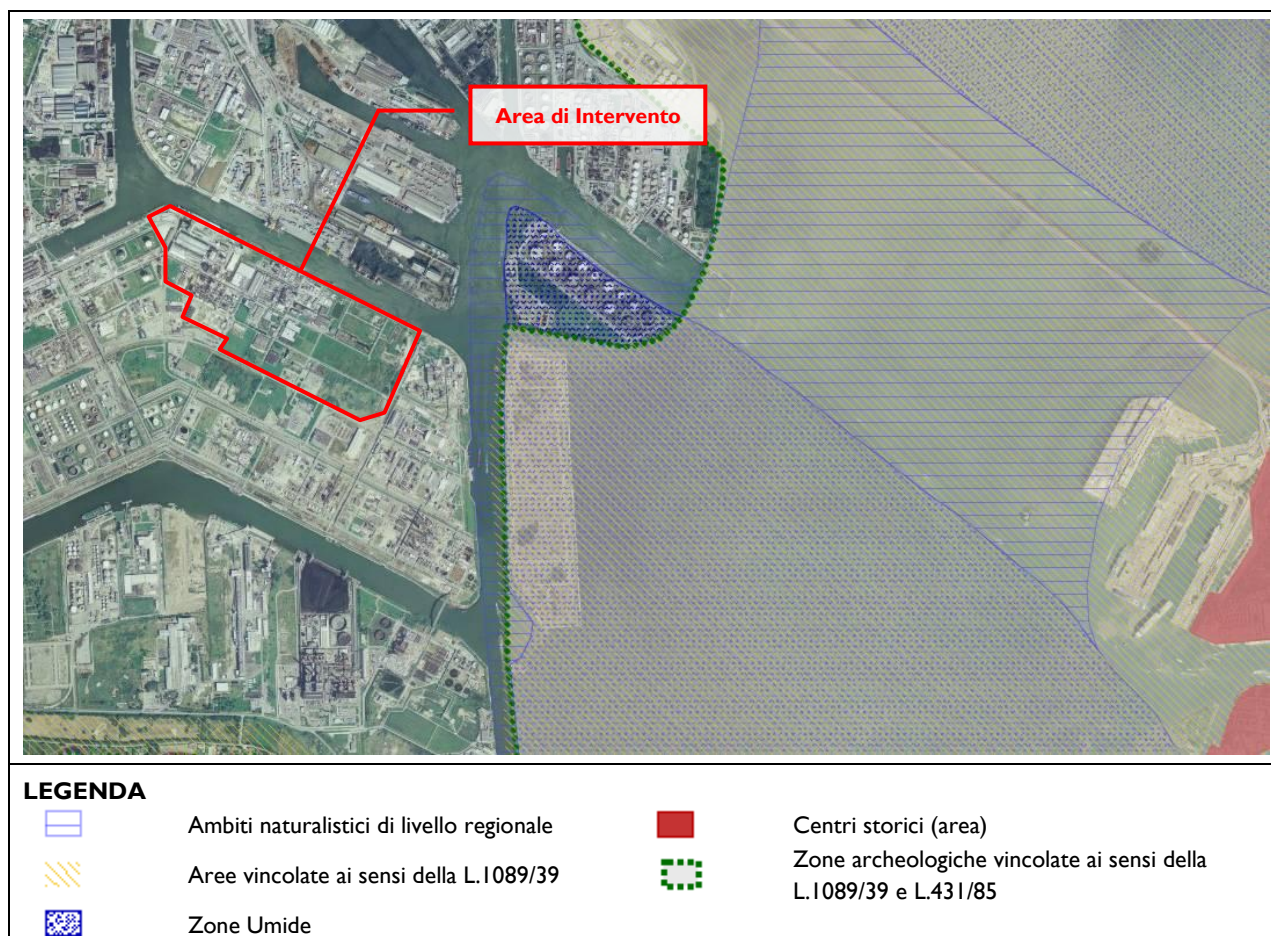 Area di Intervento
LEGENDA
Ambiti naturalistici di livello regionale
Aree vincolate ai sensi della L.1089/39
Zone Umide
Centri storici (area)
Zone archeologiche vincolate ai sensi della
L.1089/39 e L.431/85